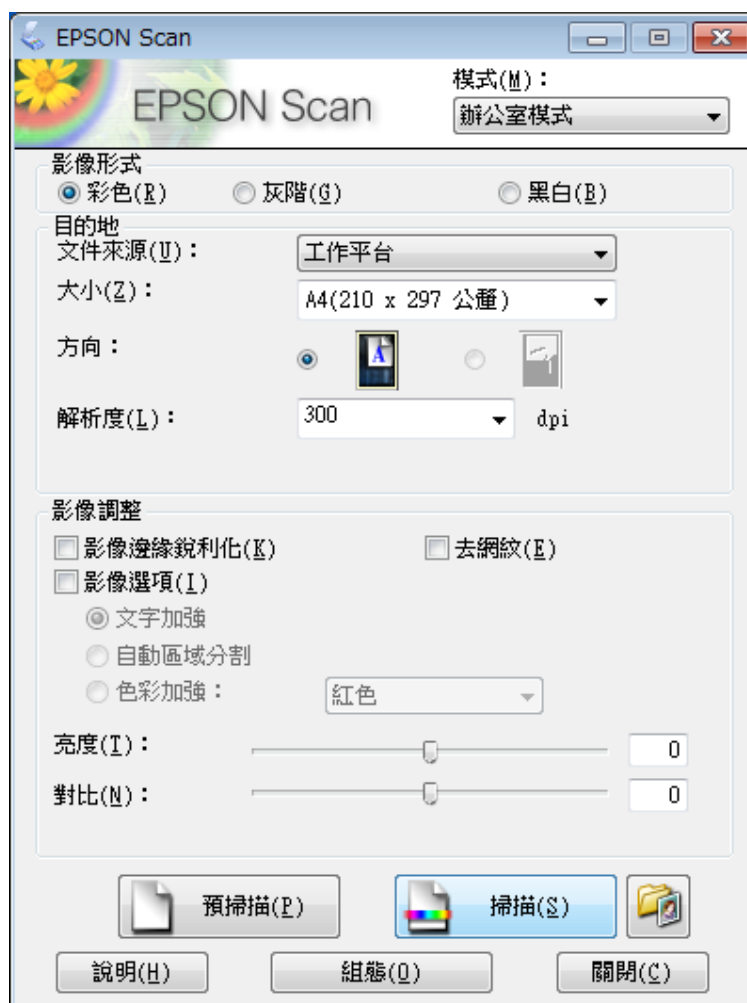 EPSON Scan
EPSON Scan
模式(M)：
辦公室模式
影像形式
彩色(R) 灰階(G) 黑白(B)
目的地
文件來源(U)： 工作平台
大小(Z)： A4(210 x 297 公釐)
方向： A
解析度(L)： 300 dpi
影像調整
影像邊緣銳利化(K) 去網紋(E)
影像選項(I)
文字加強
自動區域分割
色彩加強： 紅色
亮度(T)： 0
對比(N)： 0
預掃描(P) 掃描(S)
說明(H) 組態(O) 關閉(C)